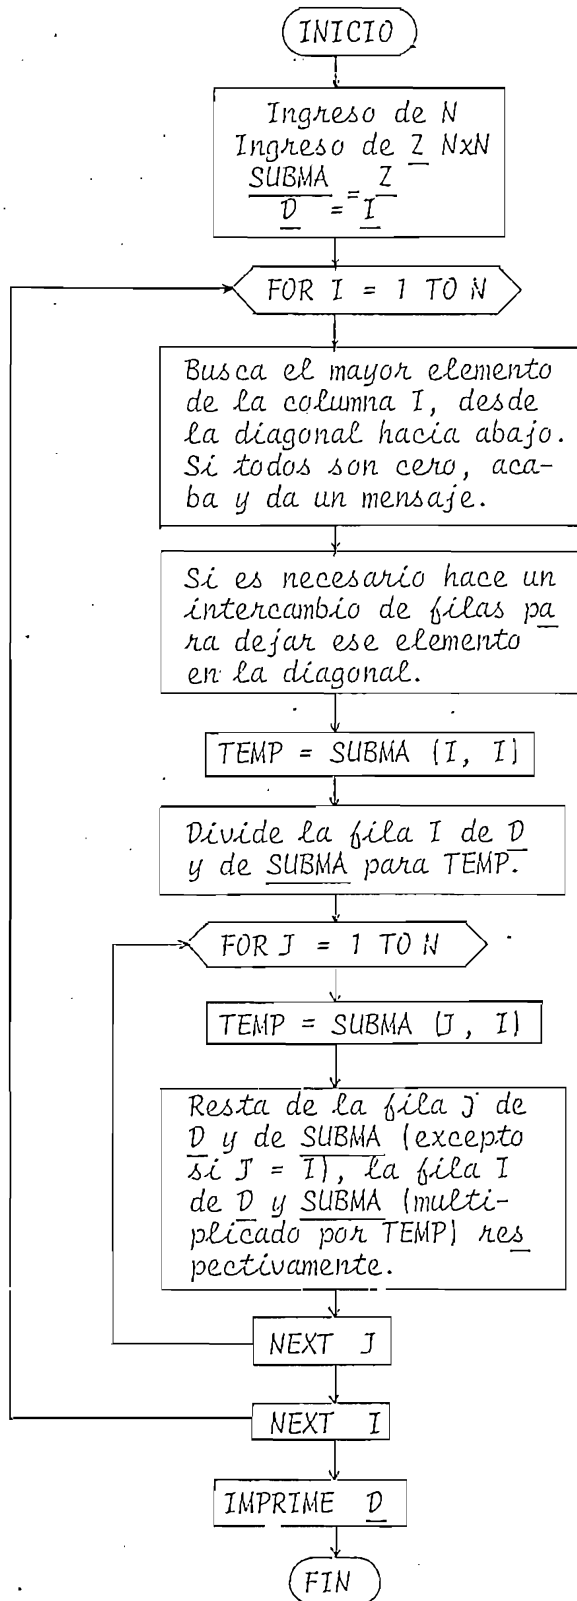 INICIO
Ingreso de N
Ingreso de Z NxN
SUBMA = Z
D = I
FOR I = 1 TO N
Busca el mayor elemento
de la columna I, desde
la diagonal hacia abajo.
Si todos son cero, aca-
ba y da un mensaje.
Si es necesario hace un
intercambio de filas pa
ra dejar ese elemento
en la diagonal.
TEMP = SUBMA (I, I)
Divide la fila I de D
y de SUBMA para TEMP.
FOR J = 1 TO N
TEMP = SUBMA (J, I)
Resta de la fila J de
D y de SUBMA (excepto
si J = I), la fila I
de D y SUBMA (multi-
plicado por TEMP) res
pectivamente.
NEXT J
NEXT I
IMPRIME D
FIN